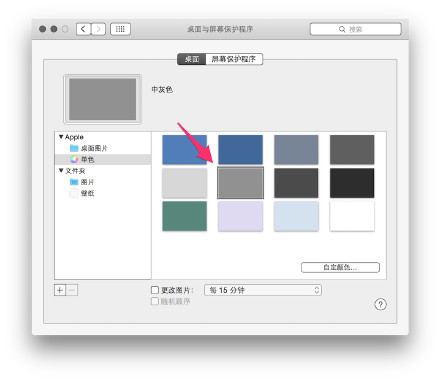 桌面与屏幕保护程序
搜索
桌面 屏幕保护程序
中灰色
Apple
桌面图片
单色
文件夹
图片
壁纸
自定颜色...
更改图片： 每 15 分钟
随机顺序